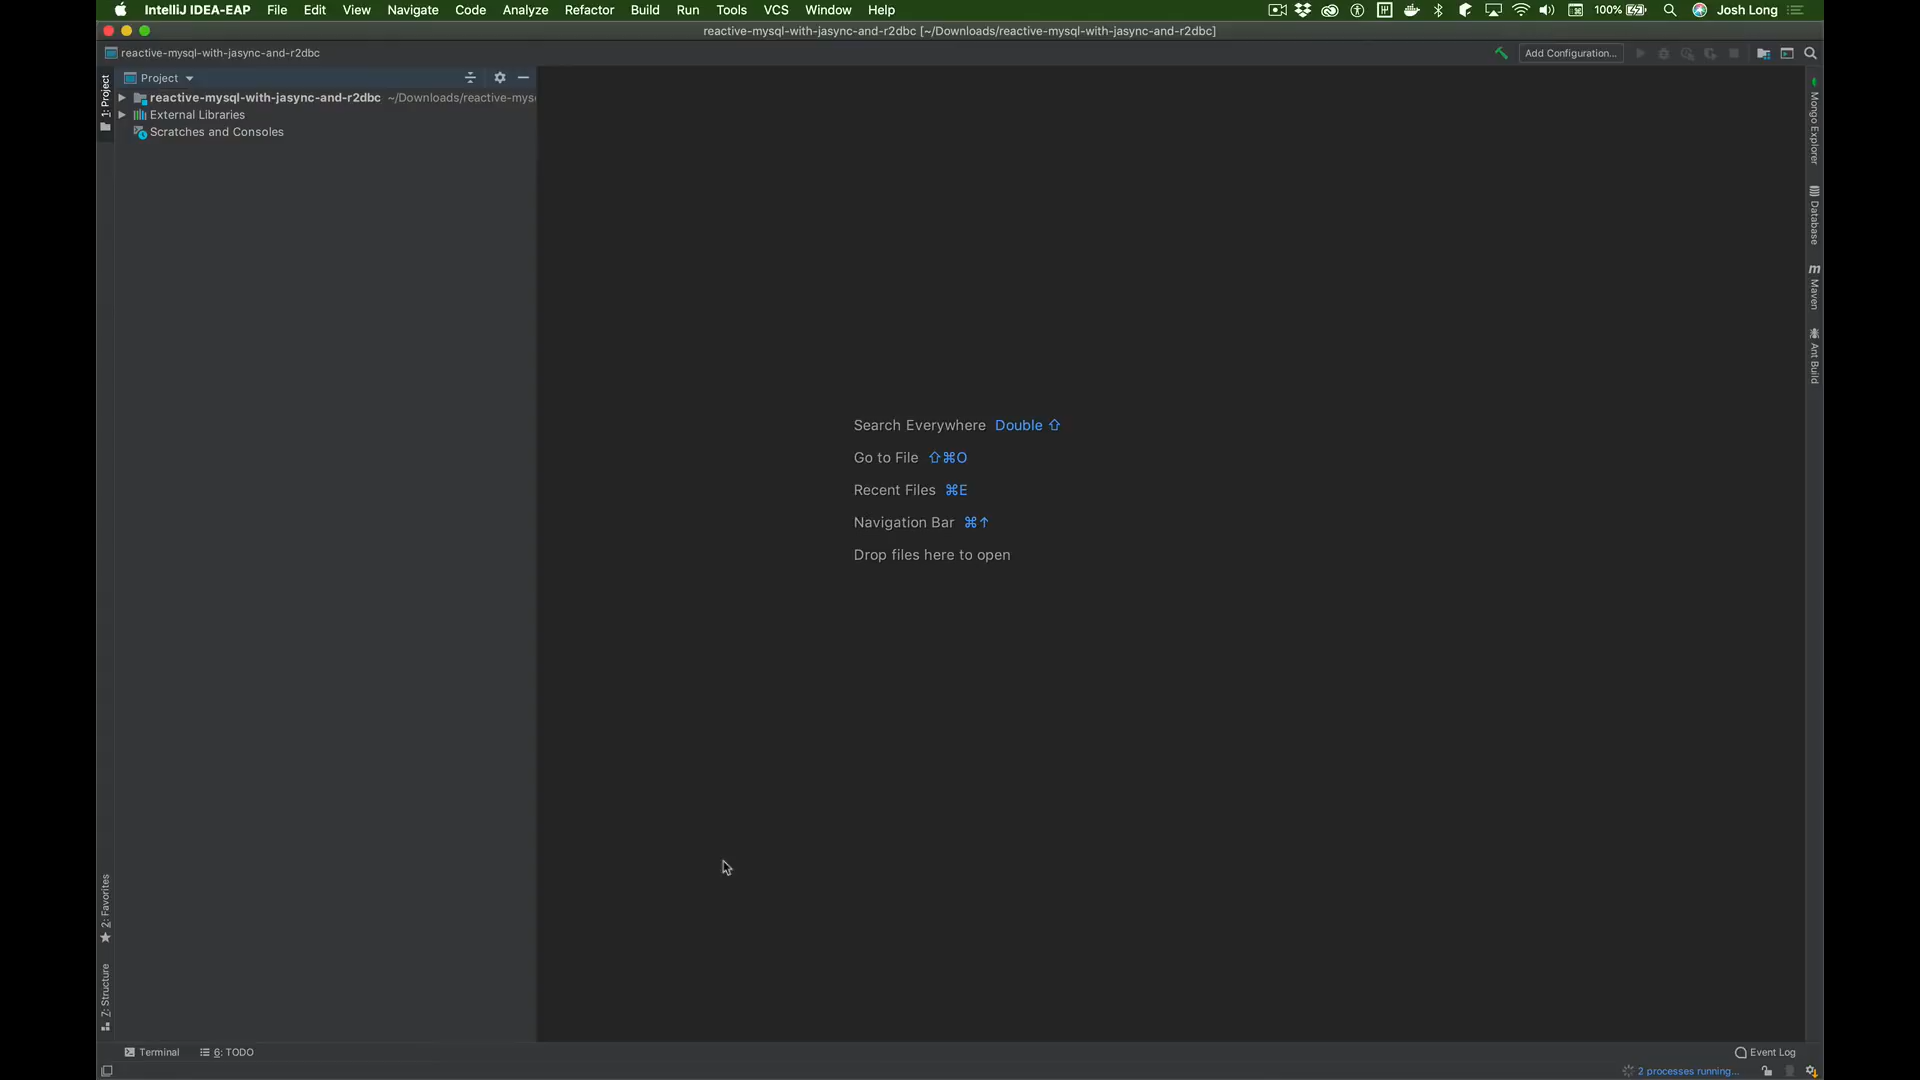 IntelliJ IDEA-EAP File Edit View Navigate Code Analyze Refactor Build Run Tools VCS Window Help 100% Josh Long
reactive-mysql-with-jasync-and-r2dbc [~/Downloads/reactive-mysql-with-jasync-and-r2dbc]
reactive-mysql-with-jasync-and-r2dbc Add Configuration...
1: Project
Project
reactive-mysql-with-jasync-and-r2dbc ~/Downloads/reactive-mys
External Libraries
Scratches and Consoles
Search Everywhere Double ⇧
Go to File ⇧⌘O
Recent Files ⌘E
Navigation Bar ⌘↑
Drop files here to open
Mongo Explorer
Database
m Maven
Ant Build
2: Favorites
7: Structure
Terminal 6: TODO Event Log
2 processes running...